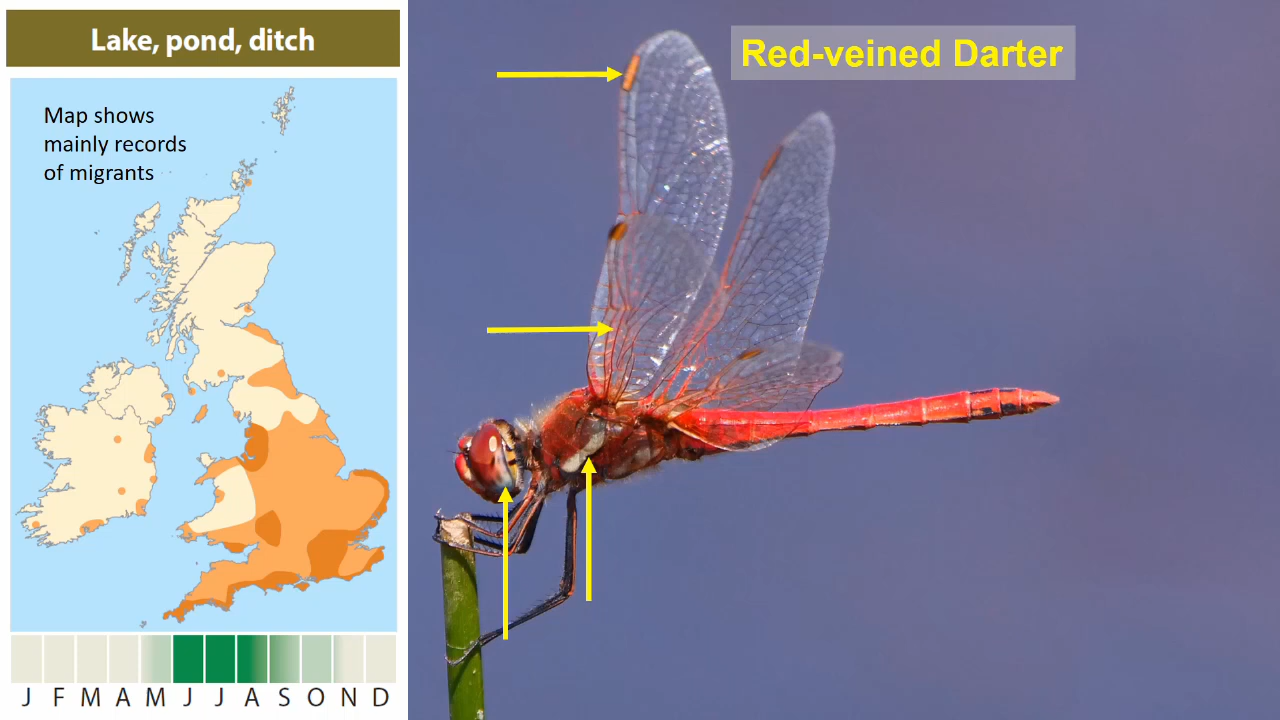 Lake, pond, ditch
Map shows
mainly records
of migrants
J F M A M J J A S O N D
Red-veined Darter